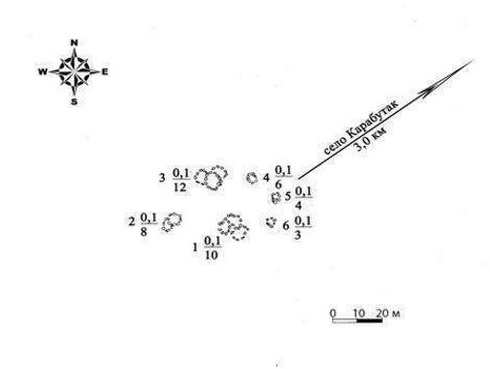 N
W E
S
село Карабутак
3,0 км
3 0,1/12
4 0,1/6
5 0,1/4
2 0,1/8
1 0,1/10
6 0,1/3
0 10 20 м